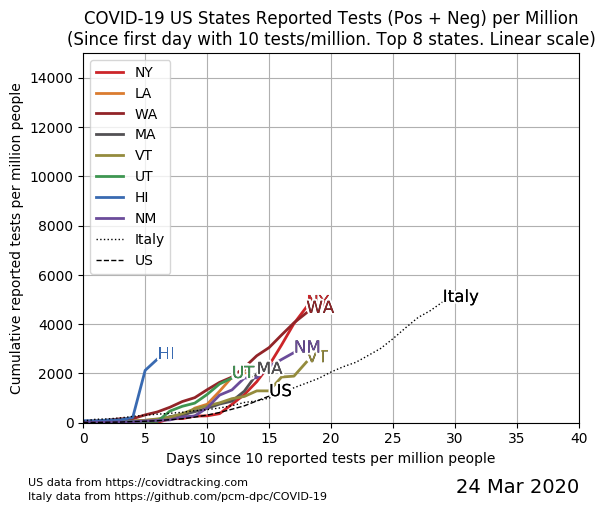 COVID-19 US States Reported Tests (Pos + Neg) per Million
(Since first day with 10 tests/million. Top 8 states. Linear scale)
Cumulative reported tests per million people
14000
12000
10000
8000
6000
4000
2000
0
NY
LA
WA
MA
VT
UT
HI
NM
Italy
US
Italy
NY
WA
HI
NM
VT
UT
MA
US
0 5 10 15 20 25 30 35 40
Days since 10 reported tests per million people
US data from https://covidtracking.com
Italy data from https://github.com/pcm-dpc/COVID-19
24 Mar 2020